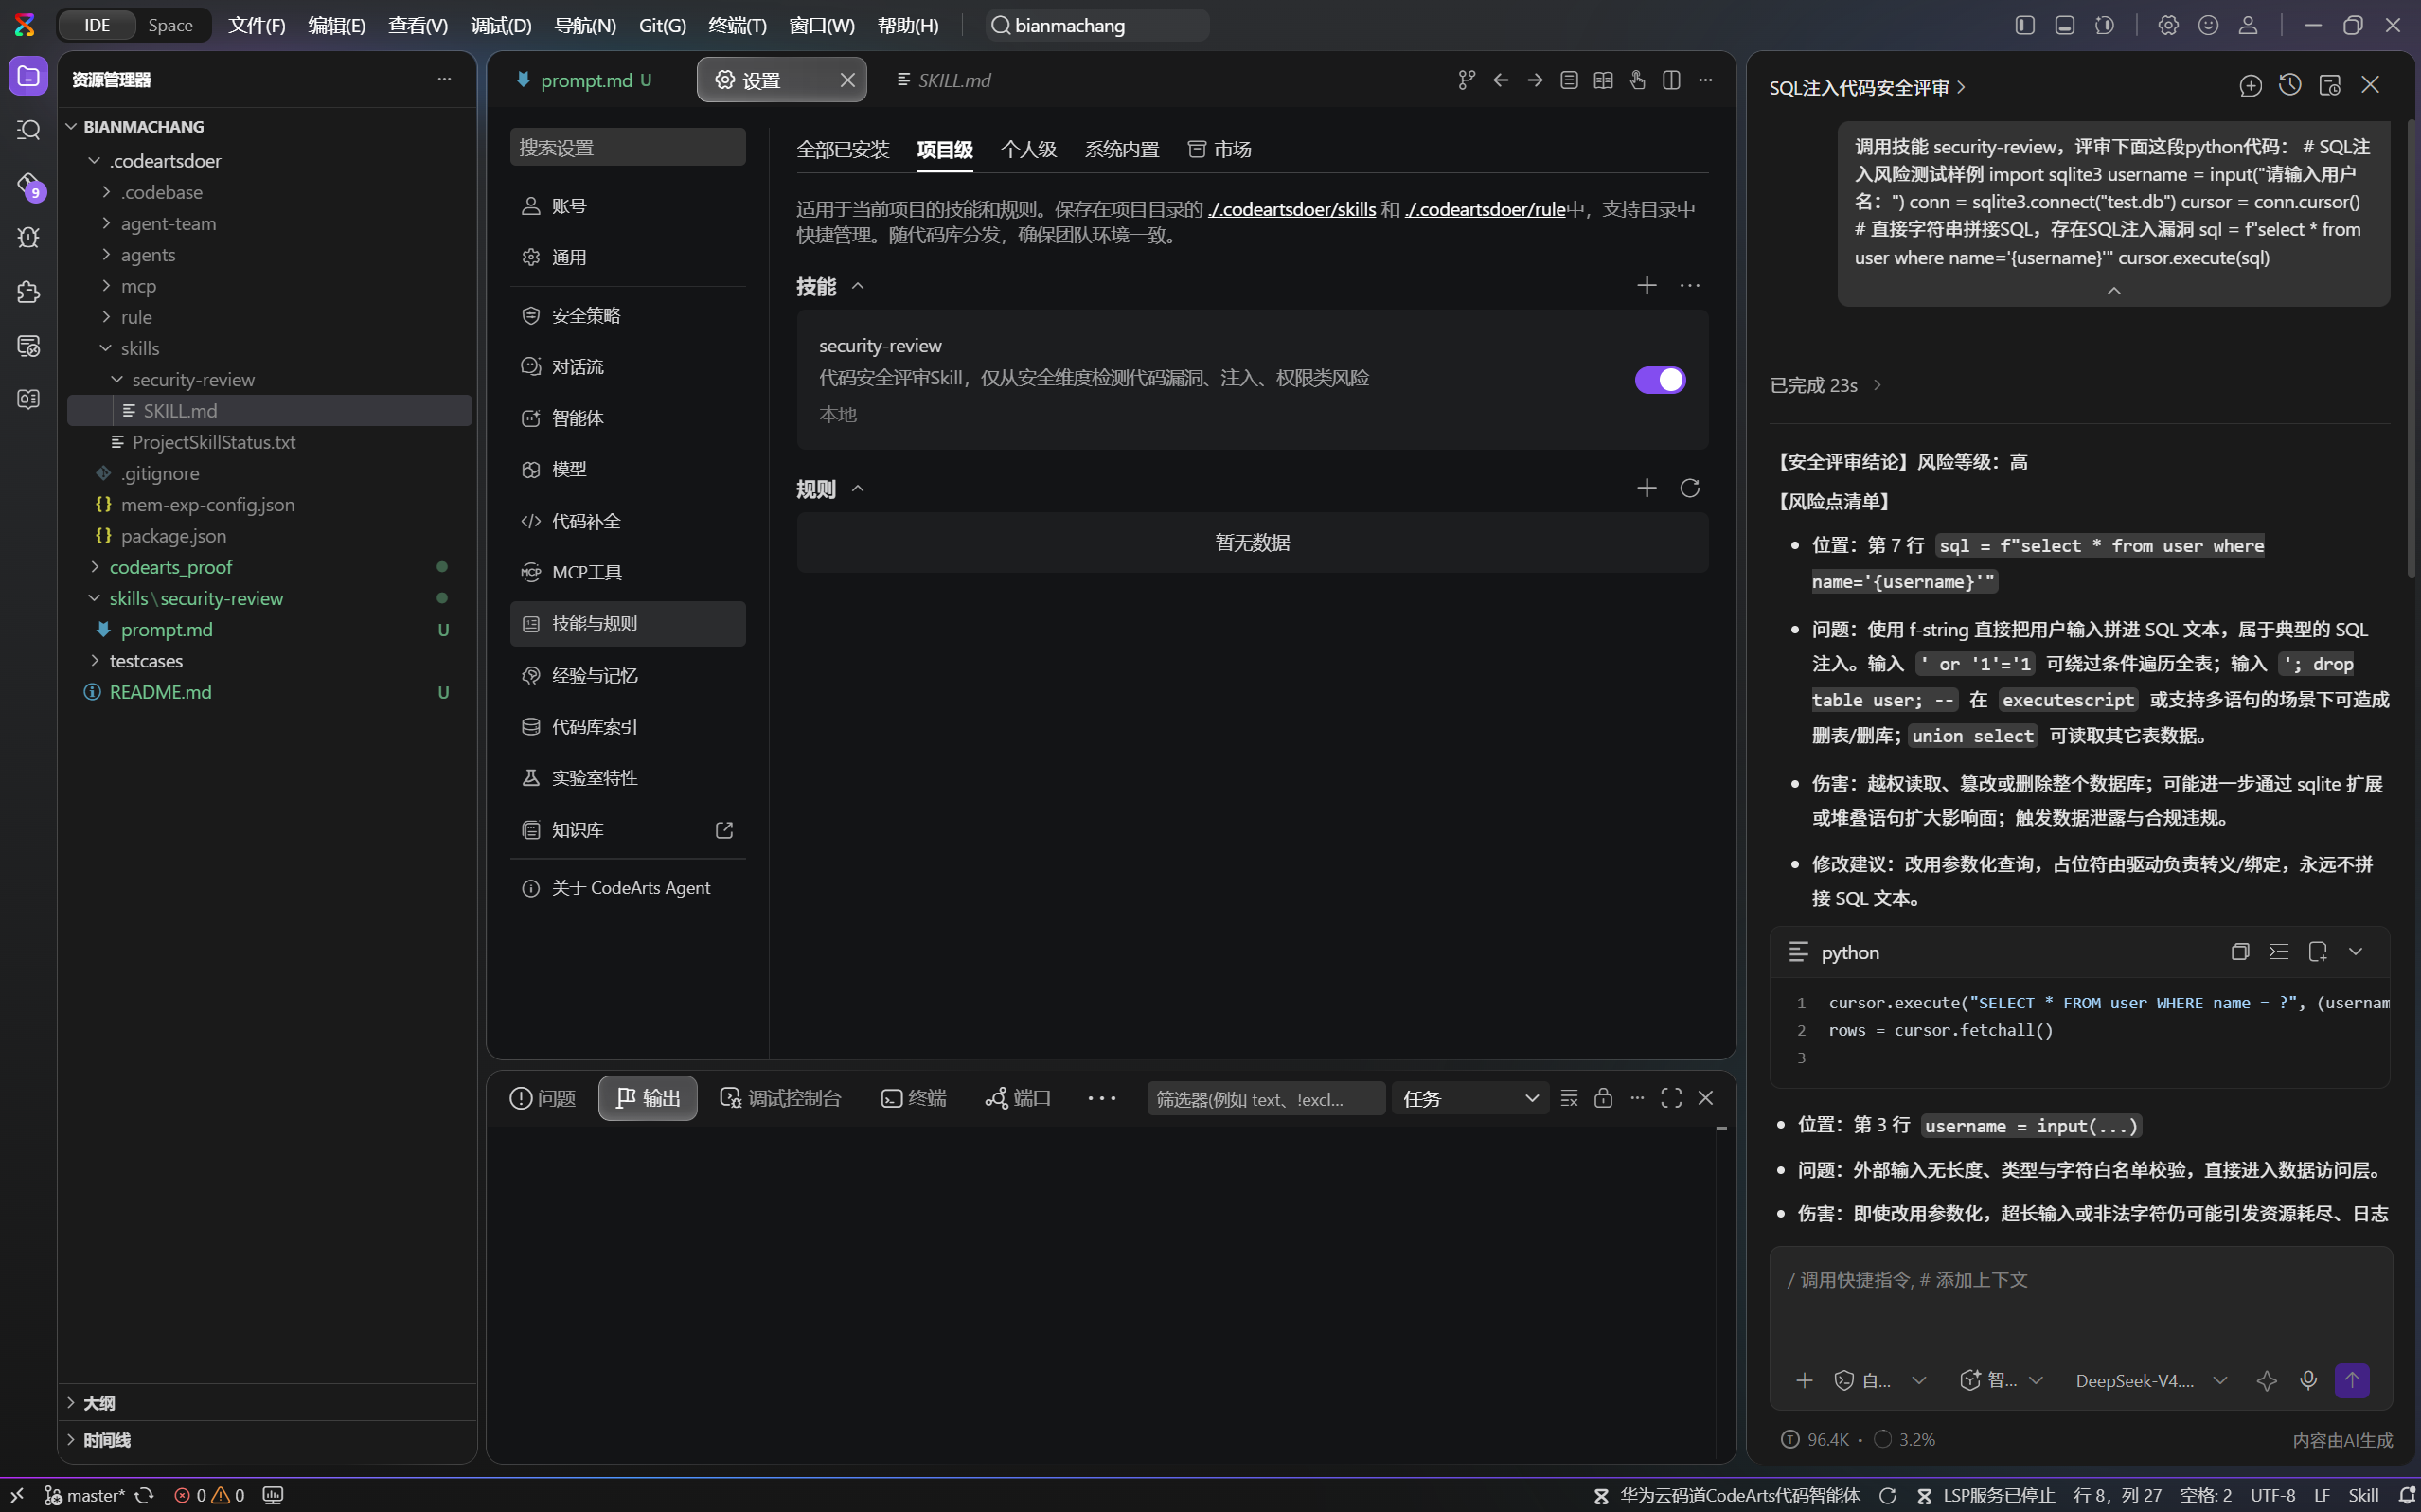 IDE
Space
文件(F)
编辑(E)
查看(V)
调试(D)
导航(N)
Git(G)
终端(T)
窗口(W)
帮助(H)
bianmachang
资源管理器
BIANMACHANG
.codeartsdoer
.codebase
agent-team
agents
mcp
rule
skills
security-review
SKILL.md
ProjectSkillStatus.txt
.gitignore
mem-exp-config.json
package.json
codearts_proof
skills\security-review
prompt.md U
testcases
README.md U
大纲
时间线
9
prompt.md U
设置
SKILL.md
搜索设置
账号
通用
安全策略
对话流
智能体
模型
代码补全
MCP工具
技能与规则
经验与记忆
代码库索引
实验室特性
知识库
关于 CodeArts Agent
全部已安装
项目级
个人级
系统内置
市场
适用于当前项目的技能和规则。保存在项目目录的 ./.codeartsdoer/skills 和 ./.codeartsdoer/rule中，支持目录中
快捷管理。随代码库分发，确保团队环境一致。
技能
security-review
代码安全评审Skill，仅从安全维度检测代码漏洞、注入、权限类风险
本地
规则
暂无数据
问题
输出
调试控制台
终端
端口
筛选器(例如 text、!excl...
任务
SQL注入代码安全评审
调用技能 security-review，评审下面这段python代码： # SQL注
入风险测试样例 import sqlite3 username = input("请输入用户
名：") conn = sqlite3.connect("test.db") cursor = conn.cursor()
# 直接字符串拼接SQL，存在SQL注入漏洞 sql = f"select * from
user where name='{username}'" cursor.execute(sql)
已完成 23s
【安全评审结论】风险等级：高
【风险点清单】
位置：第 7 行 sql = f"select * from user where
name='{username}'"
问题：使用 f-string 直接把用户输入拼进 SQL 文本，属于典型的 SQL
注入。输入 ' or '1'='1 可绕过条件遍历全表；输入 '; drop
table user; -- 在 executescript 或支持多语句的场景下可造成
删表/删库；union select 可读取其它表数据。
伤害：越权读取、篡改或删除整个数据库；可能进一步通过 sqlite 扩展
或堆叠语句扩大影响面；触发数据泄露与合规违规。
修改建议：改用参数化查询，占位符由驱动负责转义/绑定，永远不拼
接 SQL 文本。
python
1 cursor.execute("SELECT * FROM user WHERE name = ?", (usernam
2 rows = cursor.fetchall()
3
位置：第 3 行 username = input(...)
问题：外部输入无长度、类型与字符白名单校验，直接进入数据访问层。
伤害：即使改用参数化，超长输入或非法字符仍可能引发资源耗尽、日志
/ 调用快捷指令, # 添加上下文
自...
智...
DeepSeek-V4....
96.4K · 3.2%
内容由AI生成
master*
0
0
华为云码道CodeArts代码智能体
LSP服务已停止
行 8，列 27
空格: 2
UTF-8
LF
Skill